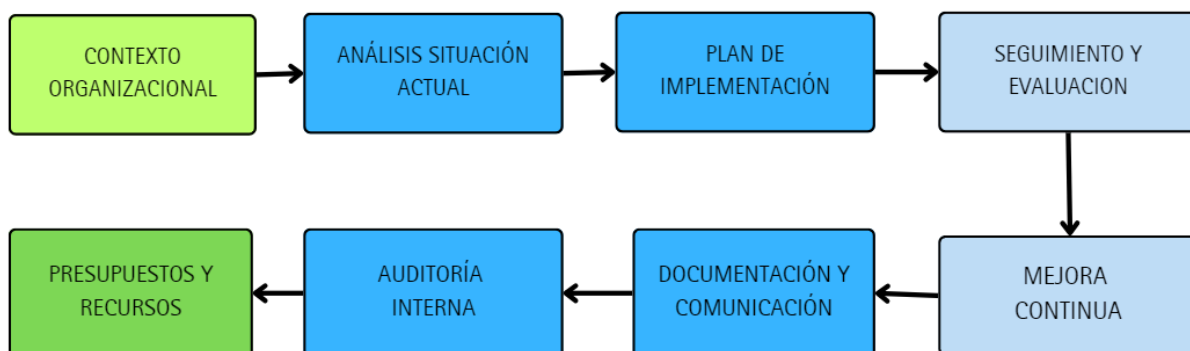 CONTEXTO
ORGANIZACIONAL
ANÁLISIS SITUACIÓN
ACTUAL
PLAN DE
IMPLEMENTACIÓN
SEGUIMIENTO Y
EVALUACION
MEJORA
CONTINUA
DOCUMENTACIÓN Y
COMUNICACIÓN
AUDITORÍA
INTERNA
PRESUPUESTOS Y
RECURSOS